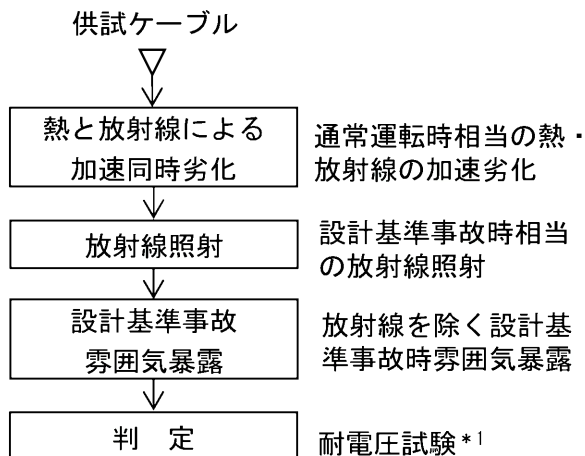 供試ケーブル
熱と放射線による
加速同時劣化
通常運転時相当の熱・
放射線の加速劣化
放射線照射
設計基準事故時相当
の放射線照射
設計基準事故
雰囲気暴露
放射線を除く設計基
準事故時雰囲気暴露
判　定
耐電圧試験*1